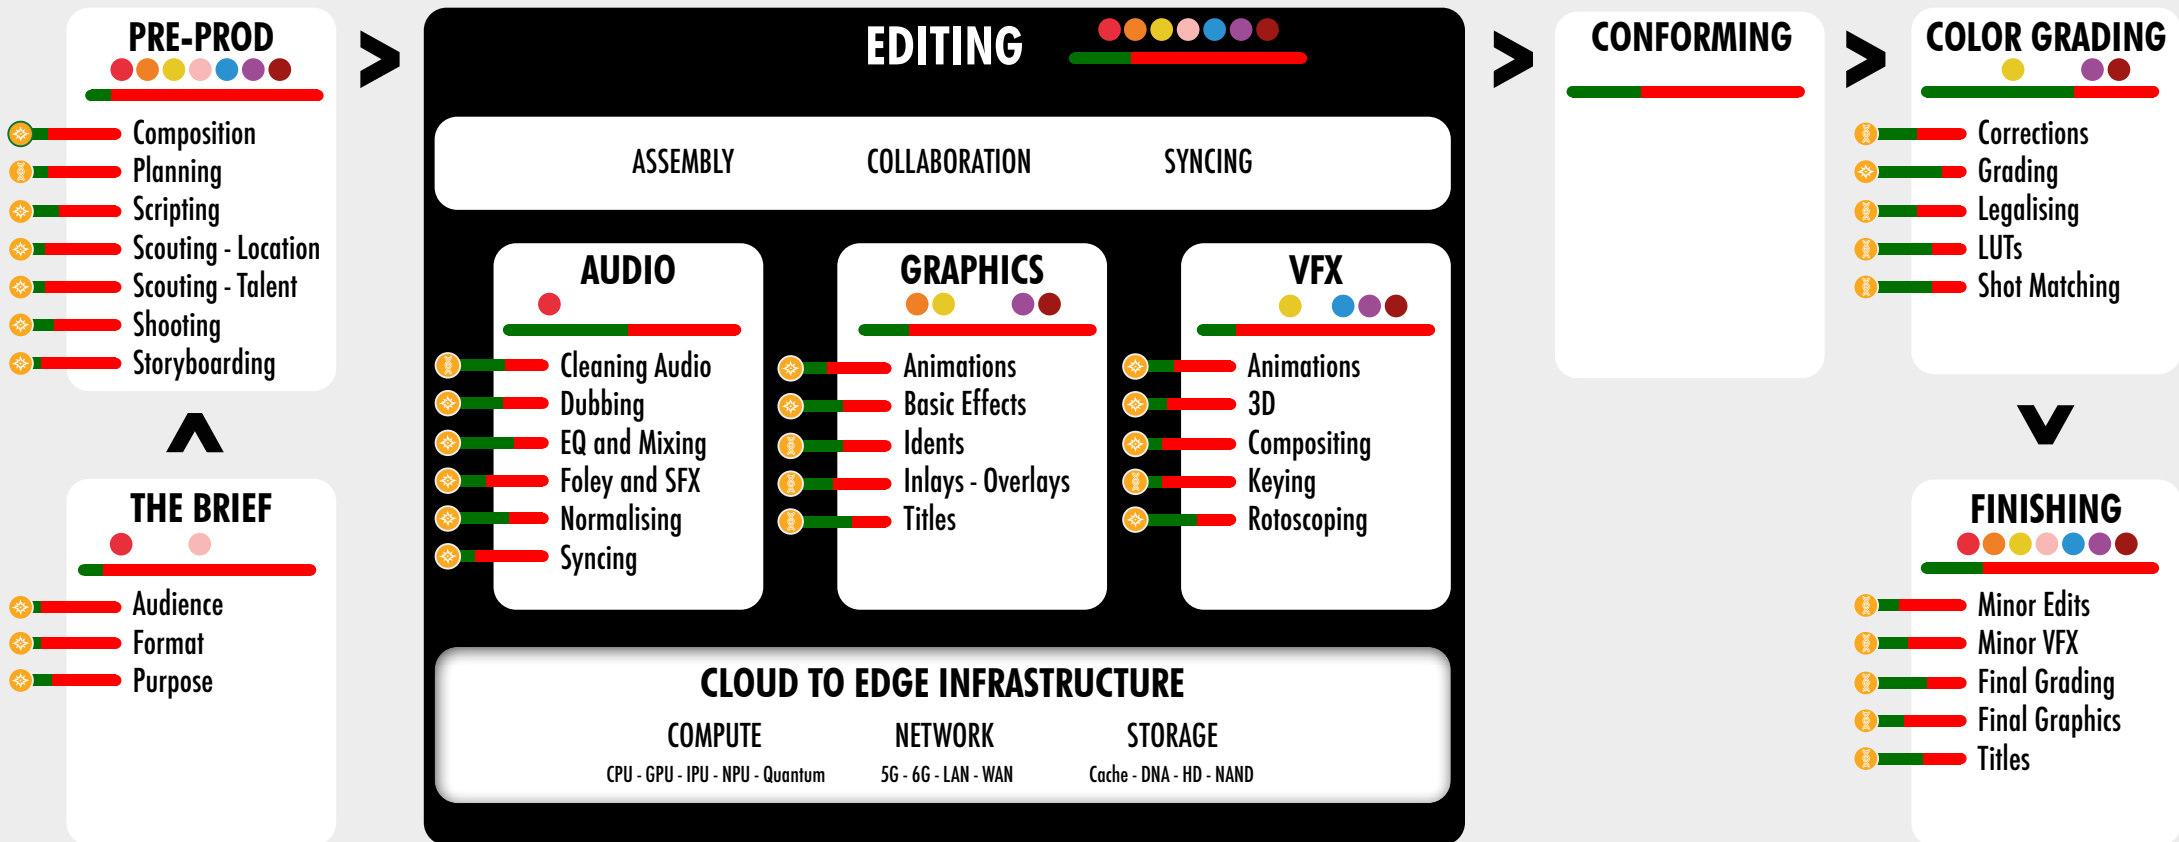 PRE-PROD
Composition
Planning
Scripting
Scouting - Location
Scouting - Talent
Shooting
Storyboarding
THE BRIEF
Audience
Format
Purpose
EDITING
ASSEMBLY
COLLABORATION
SYNCING
AUDIO
Cleaning Audio
Dubbing
EQ and Mixing
Foley and SFX
Normalising
Syncing
GRAPHICS
Animations
Basic Effects
Idents
Inlays - Overlays
Titles
VFX
Animations
3D
Compositing
Keying
Rotoscoping
CLOUD TO EDGE INFRASTRUCTURE
COMPUTE
CPU - GPU - IPU - NPU - Quantum
NETWORK
5G - 6G - LAN - WAN
STORAGE
Cache - DNA - HD - NAND
CONFORMING
COLOR GRADING
Corrections
Grading
Legalising
LUTs
Shot Matching
FINISHING
Minor Edits
Minor VFX
Final Grading
Final Graphics
Titles